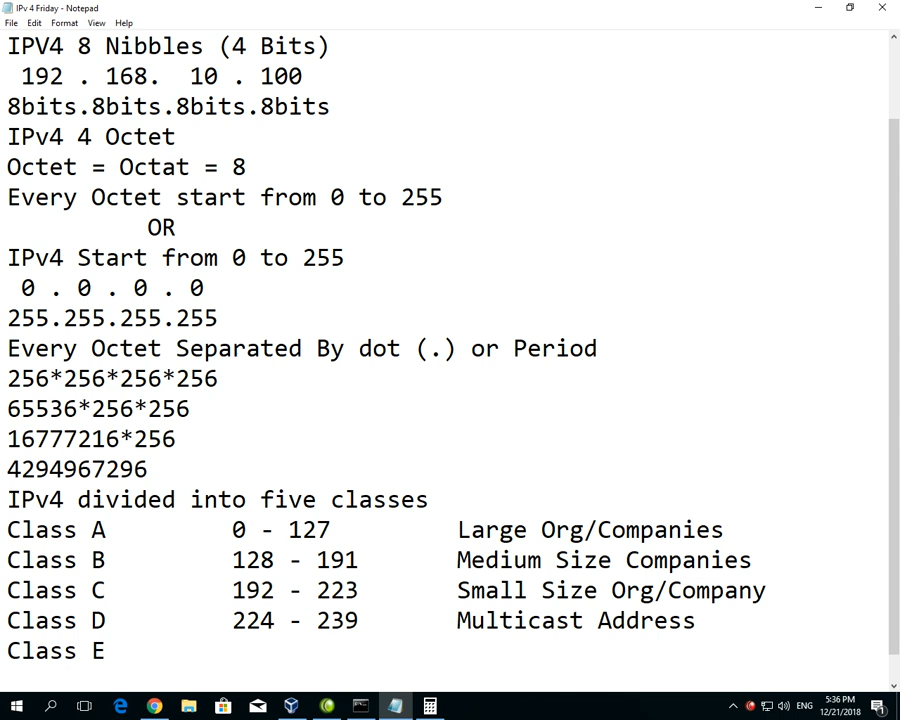 IPv 4 Friday - Notepad
File Edit Format View Help
IPV4 8 Nibbles (4 Bits)
192 . 168. 10 . 100
8bits.8bits.8bits.8bits
IPv4 4 Octet
Octet = Octat = 8
Every Octet start from 0 to 255
OR
IPv4 Start from 0 to 255
0 . 0 . 0 . 0
255.255.255.255
Every Octet Separated By dot (.) or Period
256*256*256*256
65536*256*256
16777216*256
4294967296
IPv4 divided into five classes
Class A 0 - 127 Large Org/Companies
Class B 128 - 191 Medium Size Companies
Class C 192 - 223 Small Size Org/Company
Class D 224 - 239 Multicast Address
Class E
ENG
5:36 PM
12/21/2018
1